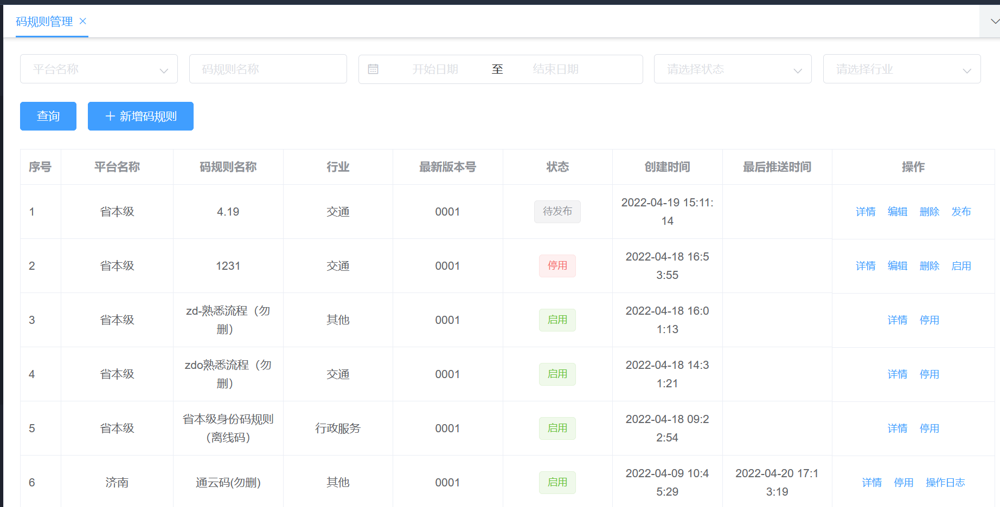 码规则管理
平台名称 码规则名称 开始日期 至 结束日期 请选择状态 请选择行业
查询 新增码规则
序号 平台名称 码规则名称 行业 最新版本号 状态 创建时间 最后推送时间 操作
1 省本级 4.19 交通 0001 待发布 2022-04-19 15:11:
14 详情 编辑 删除 发布
2 省本级 1231 交通 0001 停用 2022-04-18 16:5
3:55 详情 编辑 删除 启用
3 省本级 zd-熟悉流程（勿
删） 其他 0001 启用 2022-04-18 16:0
1:13 详情 停用
4 省本级 zdo熟悉流程（勿
删） 交通 0001 启用 2022-04-18 14:3
1:21 详情 停用
5 省本级 省本级身份码规则
（离线码） 行政服务 0001 启用 2022-04-18 09:2
2:54 详情 停用
6 济南 通云码(勿删) 其他 0001 启用 2022-04-09 10:4
5:29 2022-04-20 17:1
3:19 详情 停用 操作日志